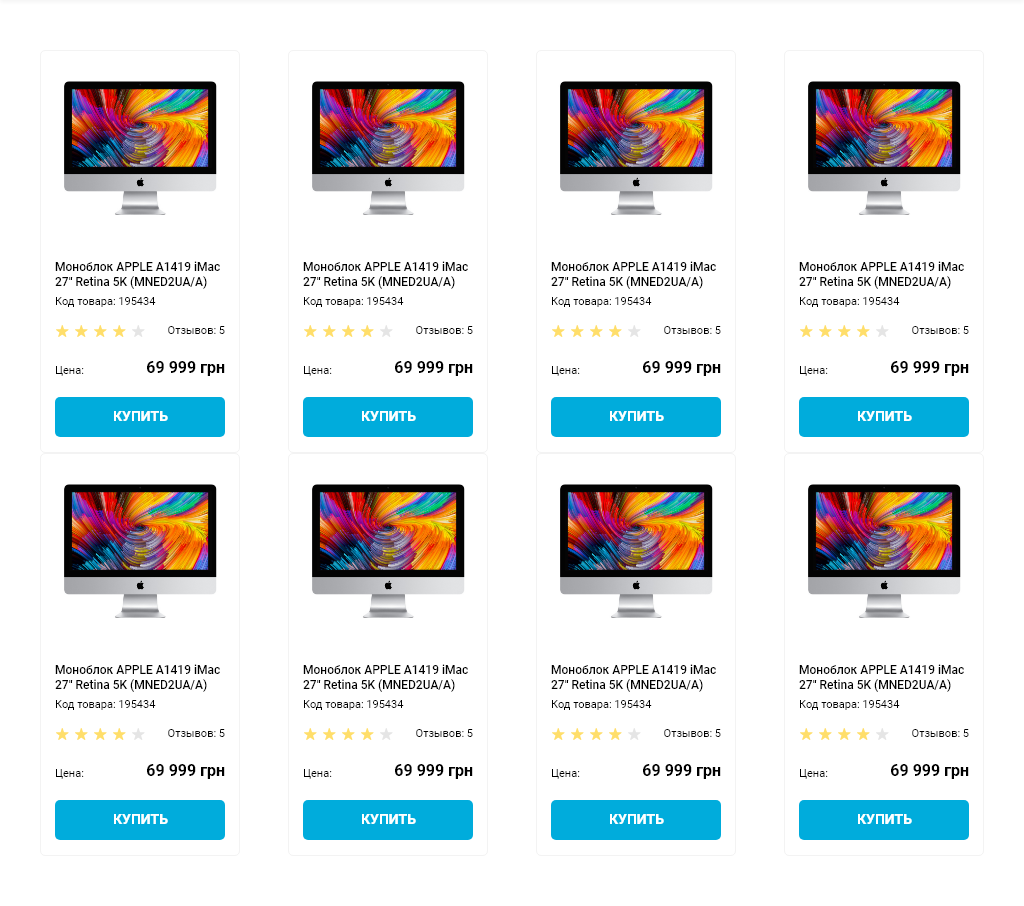 Моноблок APPLE A1419 iMac
27" Retina 5K (MNED2UA/A)
Код товара: 195434
Отзывов: 5
Цена: 69 999 грн
КУПИТЬ
Моноблок APPLE A1419 iMac
27" Retina 5K (MNED2UA/A)
Код товара: 195434
Отзывов: 5
Цена: 69 999 грн
КУПИТЬ
Моноблок APPLE A1419 iMac
27" Retina 5K (MNED2UA/A)
Код товара: 195434
Отзывов: 5
Цена: 69 999 грн
КУПИТЬ
Моноблок APPLE A1419 iMac
27" Retina 5K (MNED2UA/A)
Код товара: 195434
Отзывов: 5
Цена: 69 999 грн
КУПИТЬ
Моноблок APPLE A1419 iMac
27" Retina 5K (MNED2UA/A)
Код товара: 195434
Отзывов: 5
Цена: 69 999 грн
КУПИТЬ
Моноблок APPLE A1419 iMac
27" Retina 5K (MNED2UA/A)
Код товара: 195434
Отзывов: 5
Цена: 69 999 грн
КУПИТЬ
Моноблок APPLE A1419 iMac
27" Retina 5K (MNED2UA/A)
Код товара: 195434
Отзывов: 5
Цена: 69 999 грн
КУПИТЬ
Моноблок APPLE A1419 iMac
27" Retina 5K (MNED2UA/A)
Код товара: 195434
Отзывов: 5
Цена: 69 999 грн
КУПИТЬ